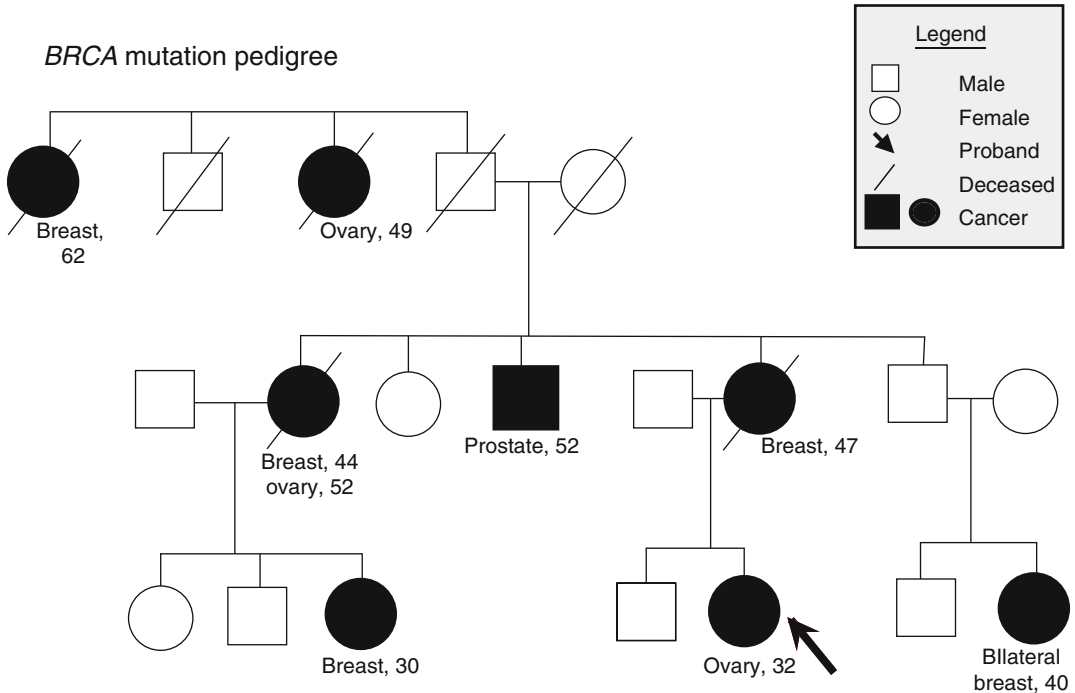 BRCA mutation pedigree
Legend
Male
Female
Proband
Deceased
Cancer
Breast,
62
Ovary, 49
Breast, 44
ovary, 52
Prostate, 52
Breast, 47
Breast, 30
Ovary, 32
Bllateral
breast, 40